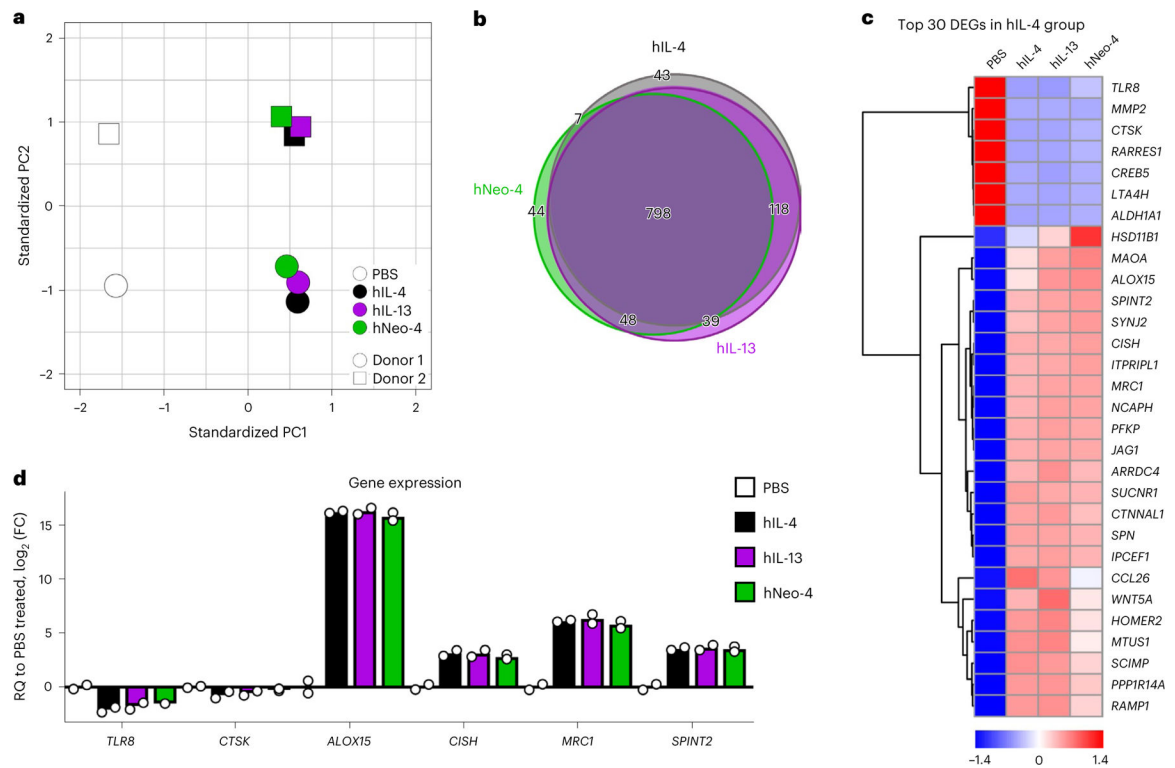 a
2
1
0
−1
−2
−2
−1
0
1
2
Standardized PC2
Standardized PC1
PBS
hIL-4
hIL-13
hNeo-4
Donor 1
Donor 2
b
hIL-4
43
7
hNeo-4
44
798
118
48
39
hIL-13
c
Top 30 DEGs in hIL-4 group
PBS
hIL-4
hIL-13
hNeo-4
TLR8
MMP2
CTSK
RARRES1
CREB5
LTA4H
ALDH1A1
HSD11B1
MAOA
ALOX15
SPINT2
SYNJ2
CISH
ITPRIPL1
MRC1
NCAPH
PFKP
JAG1
ARRDC4
SUCNR1
CTNNAL1
SPN
IPCEF1
CCL26
WNT5A
HOMER2
MTUS1
SCIMP
PPP1R14A
RAMP1
−1.4
0
1.4
d
Gene expression
RQ to PBS treated, log₂ (FC)
15
10
5
0
TLR8
CTSK
ALOX15
CISH
MRC1
SPINT2
PBS
hIL-4
hIL-13
hNeo-4